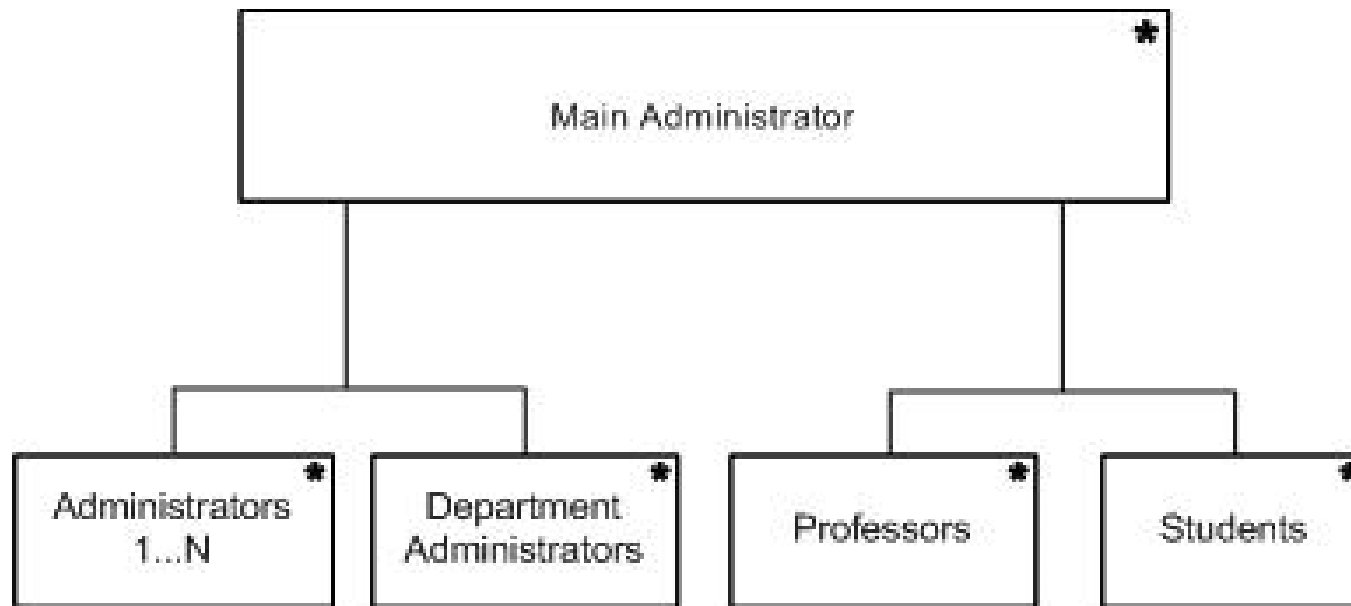 *
Main Administrator
* * * *
Administrators
1...N
Department
Administrators
Professors
Students